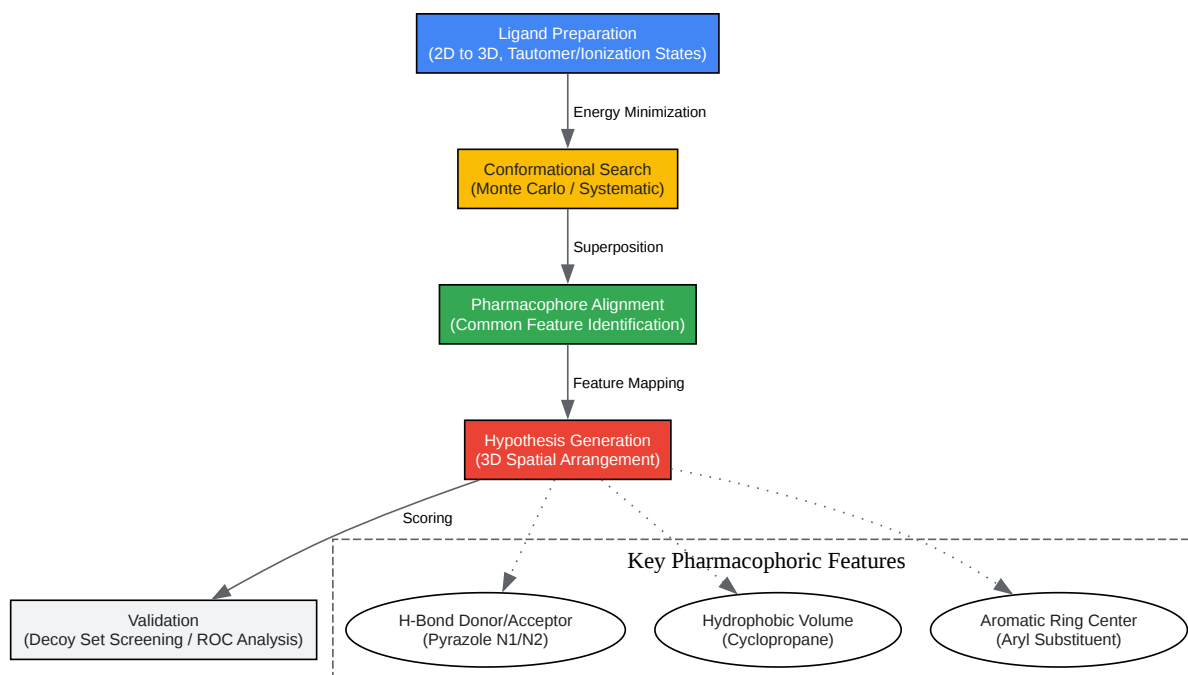 Ligand Preparation
(2D to 3D, Tautomer/Ionization States)
Energy Minimization
Conformational Search
(Monte Carlo / Systematic)
Superposition
Pharmacophore Alignment
(Common Feature Identification)
Feature Mapping
Hypothesis Generation
(3D Spatial Arrangement)
Scoring
Key Pharmacophoric Features
Validation
(Decoy Set Screening / ROC Analysis)
H-Bond Donor/Acceptor
(Pyrazole N1/N2)
Hydrophobic Volume
(Cyclopropane)
Aromatic Ring Center
(Aryl Substituent)